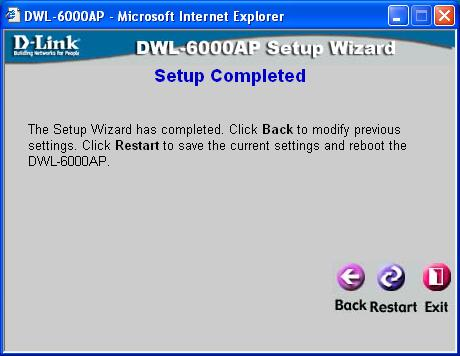 DWL-6000AP - Microsoft Internet Explorer
D-Link
Building Networks for People
DWL-6000AP Setup Wizard
Setup Completed
The Setup Wizard has completed. Click Back to modify previous
settings. Click Restart to save the current settings and reboot the
DWL-6000AP.
Back Restart Exit